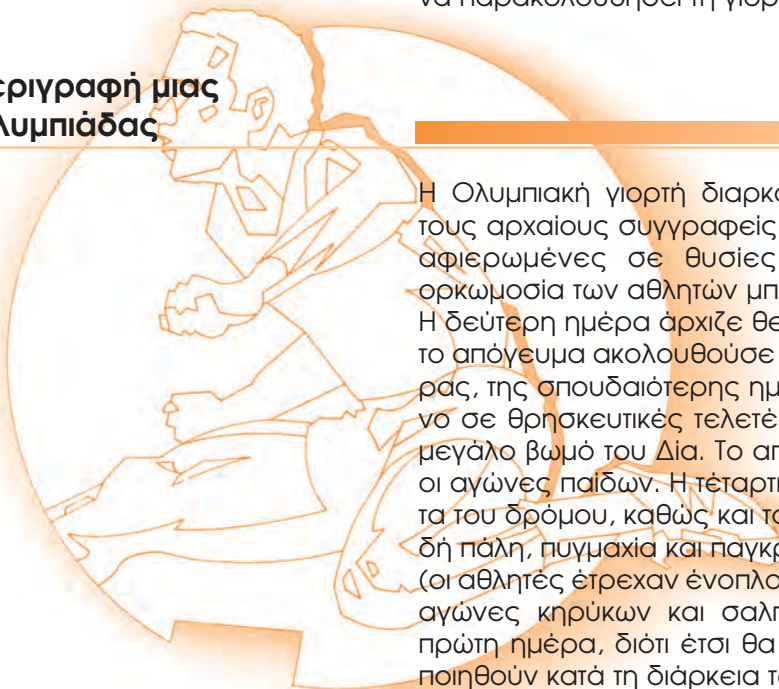 να παρακολουθήσει τη γιορ
εριγραφή μιας
λυμπιάδας
Η Ολυμπιακή γιορτή διαρκο
τους αρχαίους συγγραφείς
αφιερωμένες σε θυσίες
ορκωμοσία των αθλητών μπ
Η δεύτερη ημέρα άρχιζε θε
το απόγευμα ακολουθούσε
ρας, της σπουδαιότερης ημ
νο σε θρησκευτικές τελετέ
μεγάλο βωμό του Δία. Το απ
οι αγώνες παίδων. Η τέταρτη
τα του δρόμου, καθώς και το
δή πάλη, πυγμαχία και παγκρ
(οι αθλητές έτρεχαν ένοπλο
αγώνες κηρύκων και σαλπ
πρώτη ημέρα, διότι έτσι θα
ποιηθούν κατά τη διάρκεια τ